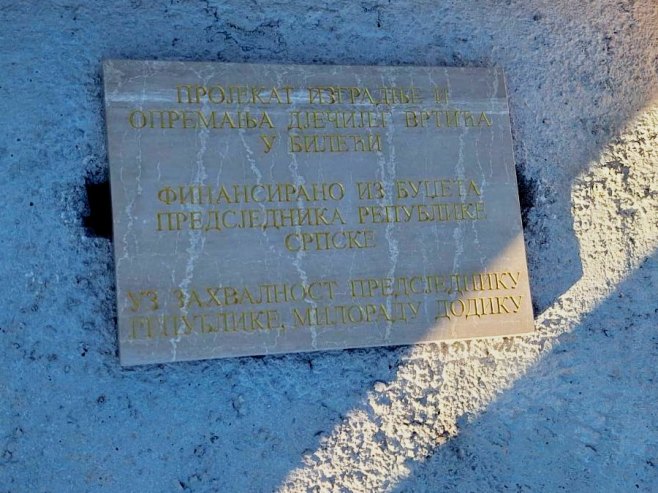 ПРОЈЕКАТ ИЗГРАДЊЕ И
ОПРЕМАЊА ДЈЕЧИЈЕГ ВРТИЋА
У БИЛЕЋИ
ФИНАНСИРАНО ИЗ БУЏЕТА
ПРЕДСЈЕДНИКА РЕПУБЛИКЕ
СРПСКЕ
УЗ ЗАХВАЛНОСТ ПРЕДСЈЕДНИКУ
РЕПУБЛИКЕ, МИЛОРАДУ ДОДИКУ